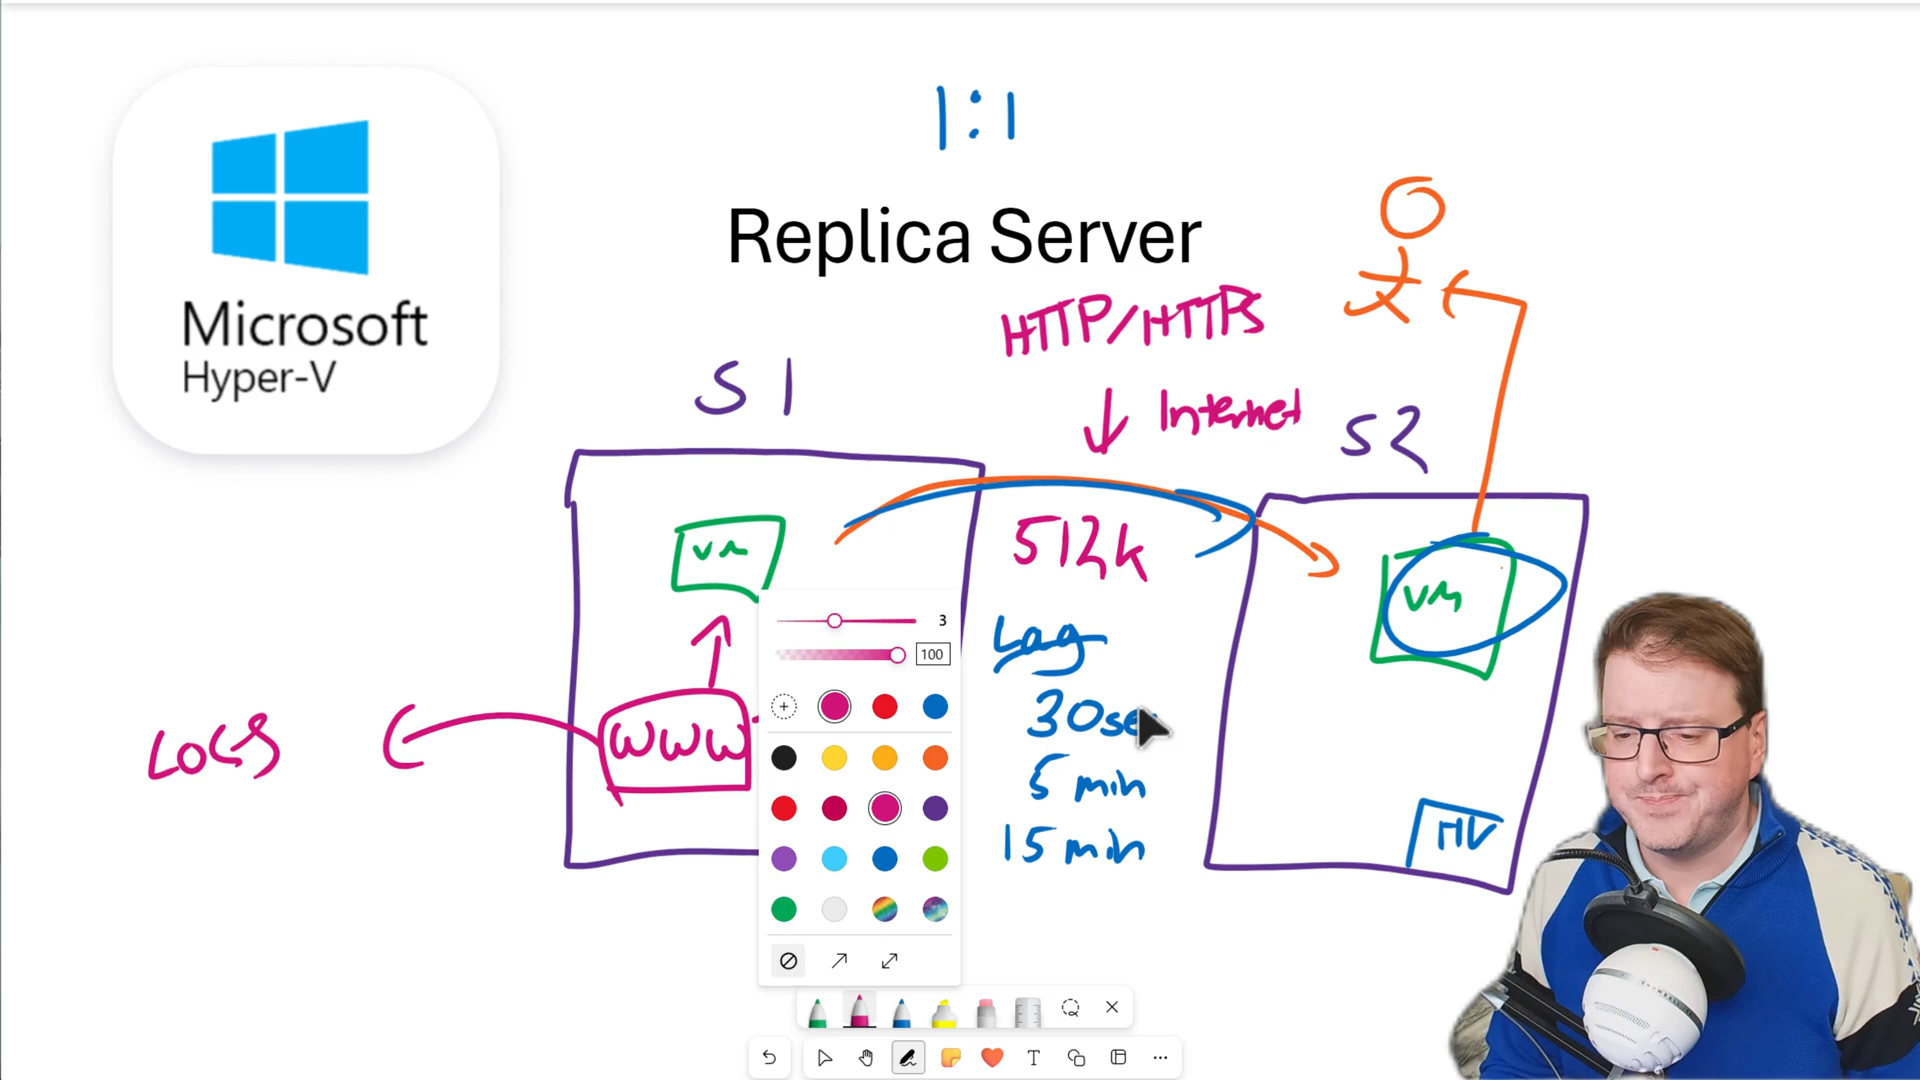 1:1
Microsoft
Hyper-V
Replica Server
HTTP/HTTPS
Internet
S1
S2
VM
512k
VM
Lag
30se
5 min
15 min
LOGS
WWW
HV
3
100
T